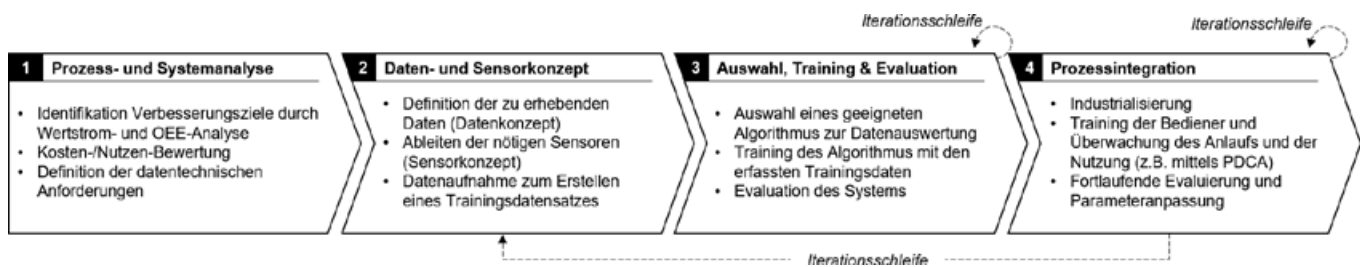 Iterationsschleife
Iterationsschleife
1 Prozess- und Systemanalyse
• Identifikation Verbesserungsziele durch
Wertstrom- und OEE-Analyse
• Kosten-/Nutzen-Bewertung
• Definition der datentechnischen
Anforderungen
2 Daten- und Sensorkonzept
• Definition der zu erhebenden
Daten (Datenkonzept)
• Ableiten der nötigen Sensoren
(Sensorkonzept)
• Datenaufnahme zum Erstellen
eines Trainingsdatensatzes
3 Auswahl, Training & Evaluation
• Auswahl eines geeigneten
Algorithmus zur Datenauswertung
• Training des Algorithmus mit den
erfassten Trainingsdaten
• Evaluation des Systems
4 Prozessintegration
• Industrialisierung
• Training der Bediener und
Überwachung des Anlaufs und der
Nutzung (z.B. mittels PDCA)
• Fortlaufende Evaluierung und
Parameteranpassung
Iterationsschleife